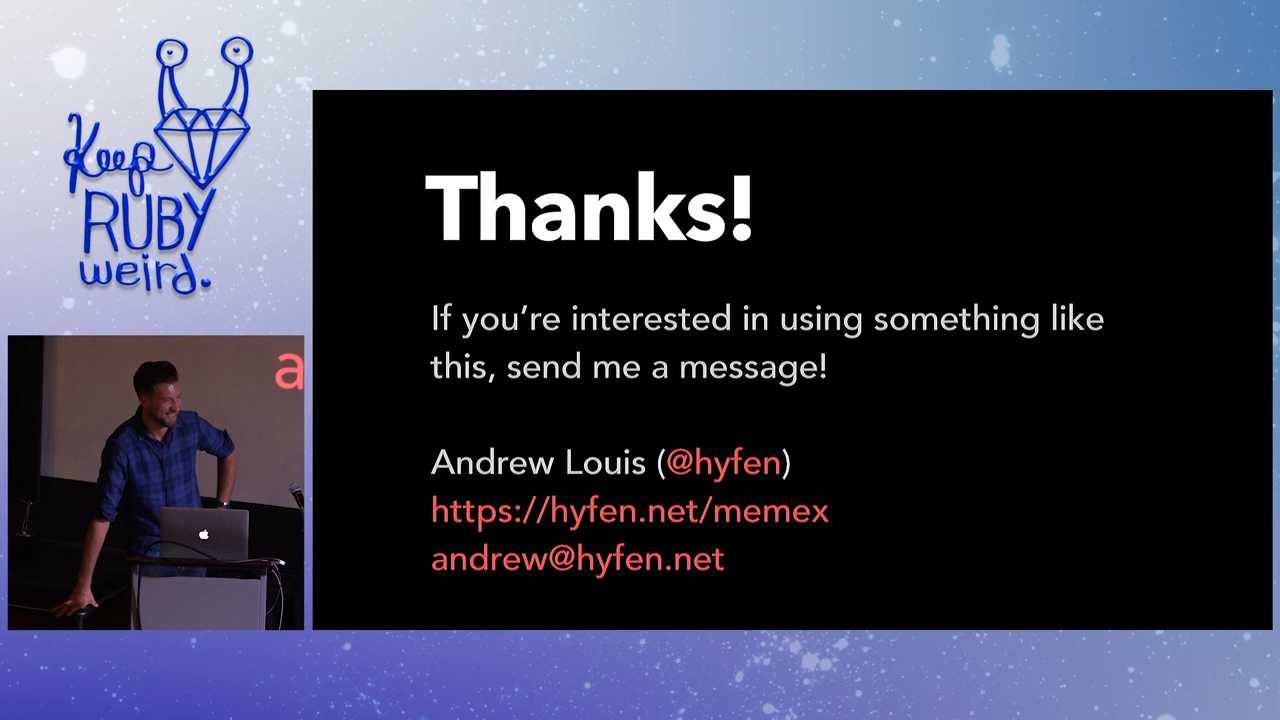 Keep
RUBY
weird.
Thanks!
If you’re interested in using something like
this, send me a message!
Andrew Louis (@hyfen)
https://hyfen.net/memex
andrew@hyfen.net
a